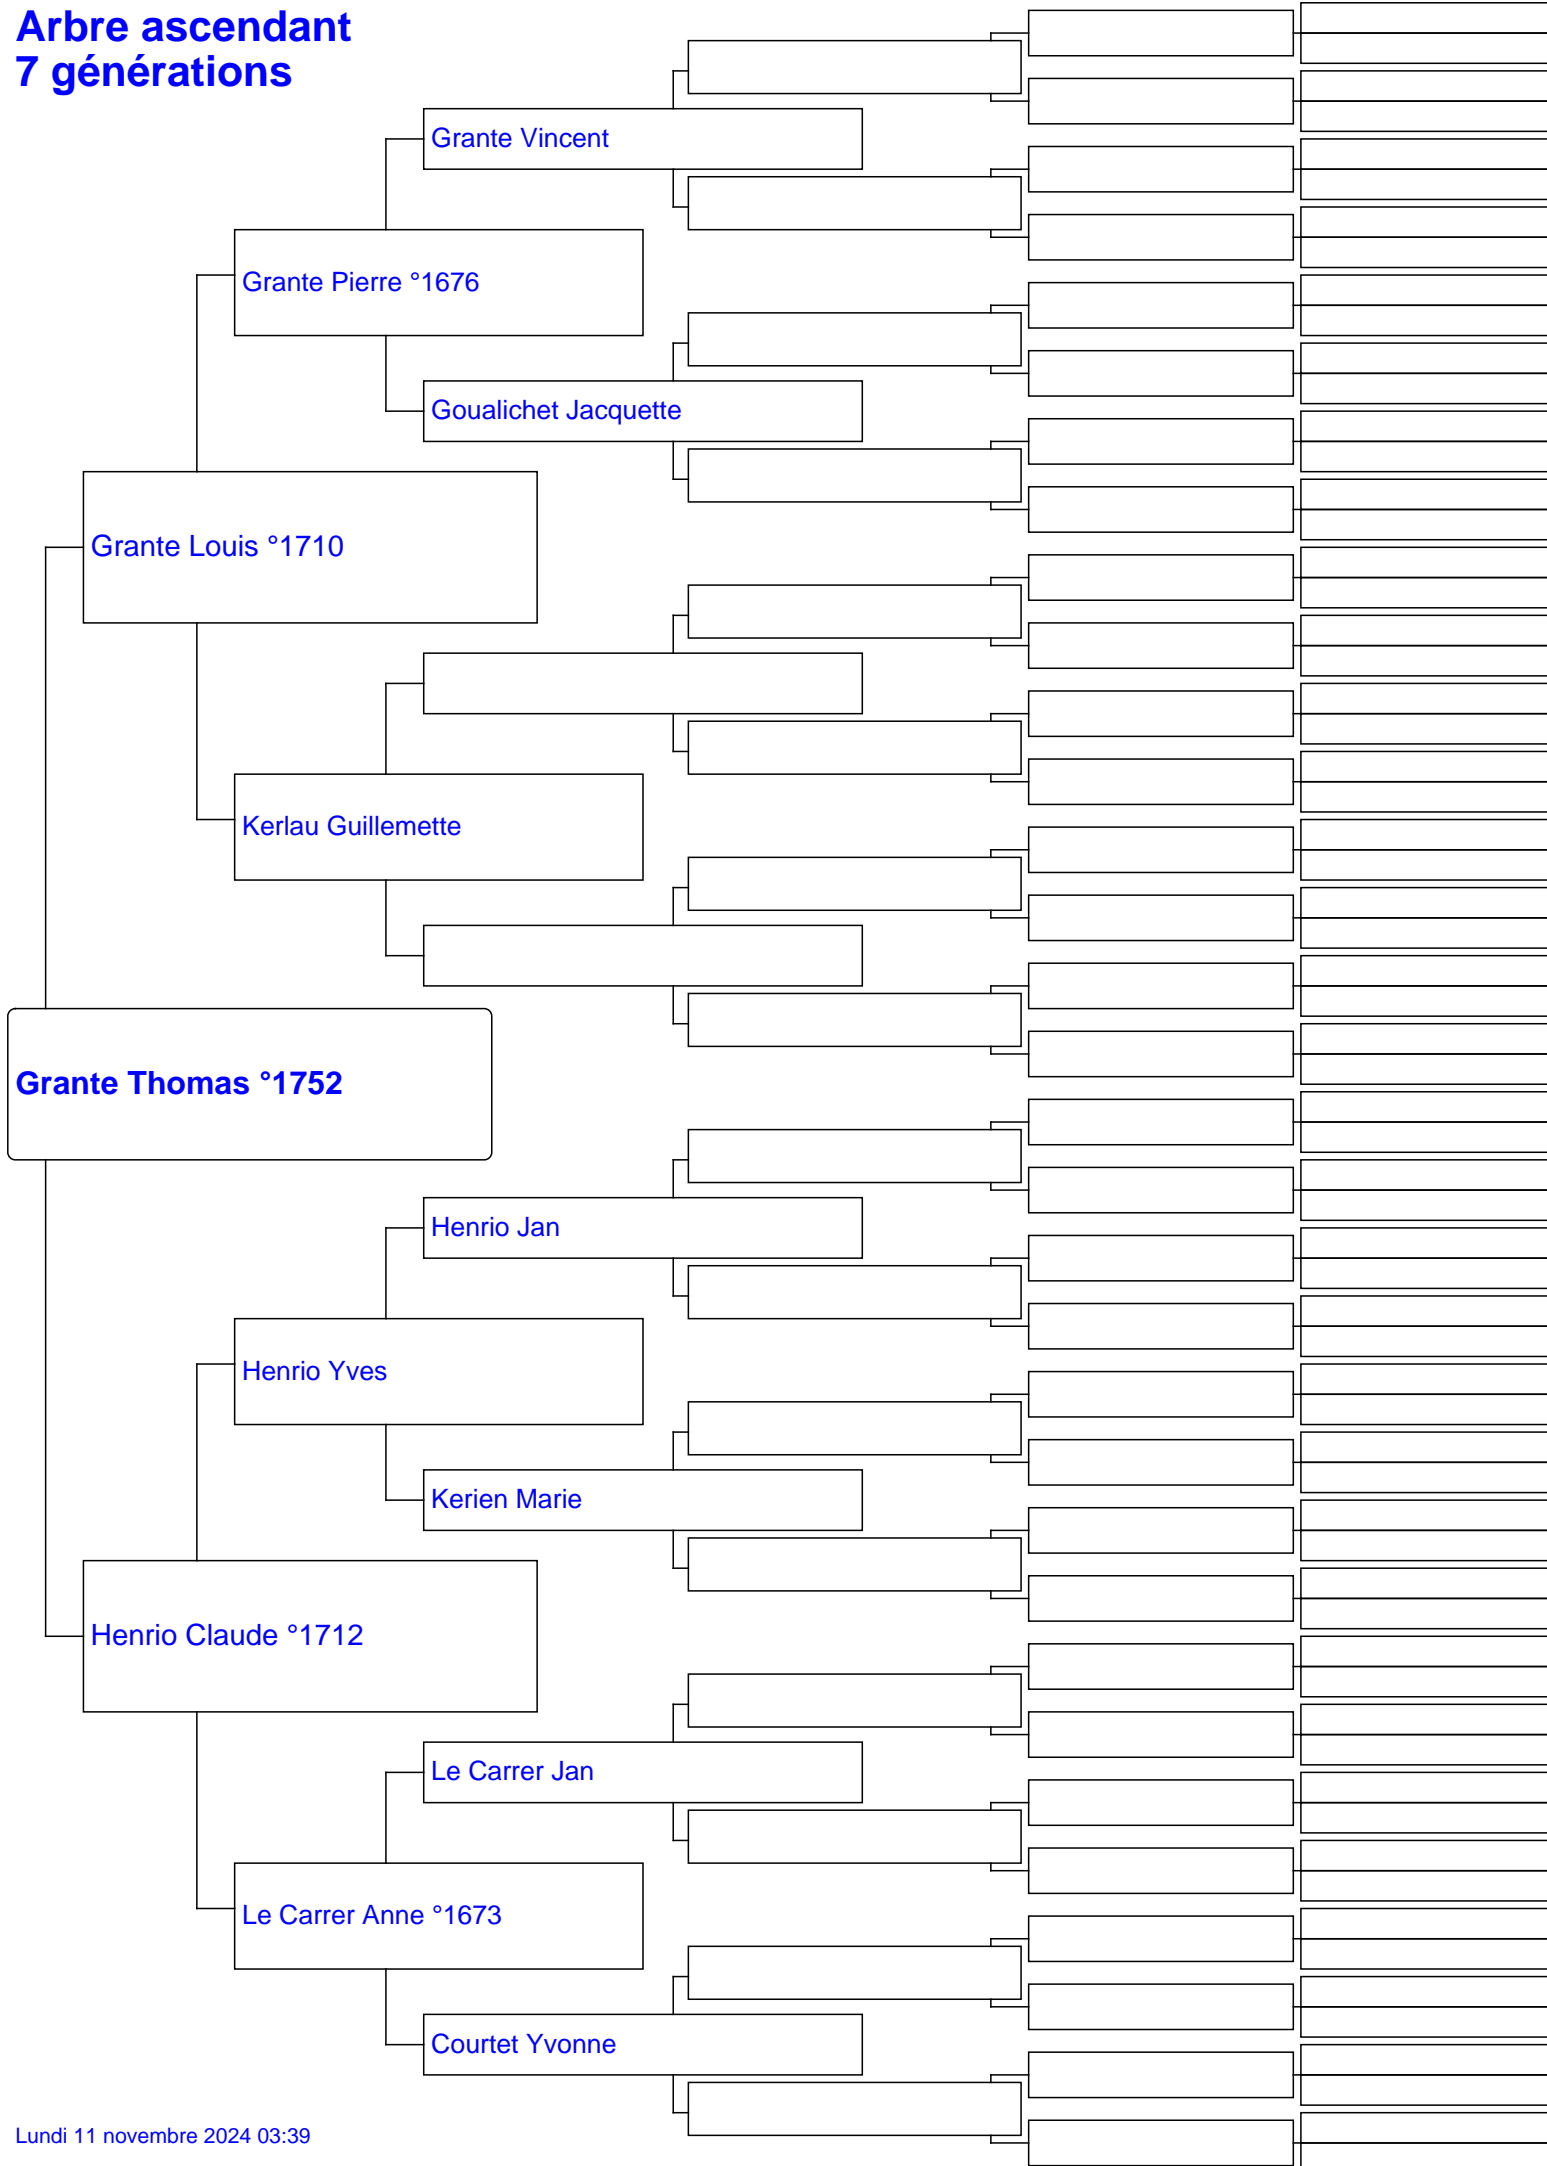 Arbre ascendant
7 générations
Grante Vincent
Grante Pierre °1676
Goualichet Jacquette
Grante Louis °1710
Kerlau Guillemette
Grante Thomas °1752
Henrio Jan
Henrio Yves
Kerien Marie
Henrio Claude °1712
Le Carrer Jan
Le Carrer Anne °1673
Courtet Yvonne
Lundi 11 novembre 2024 03:39